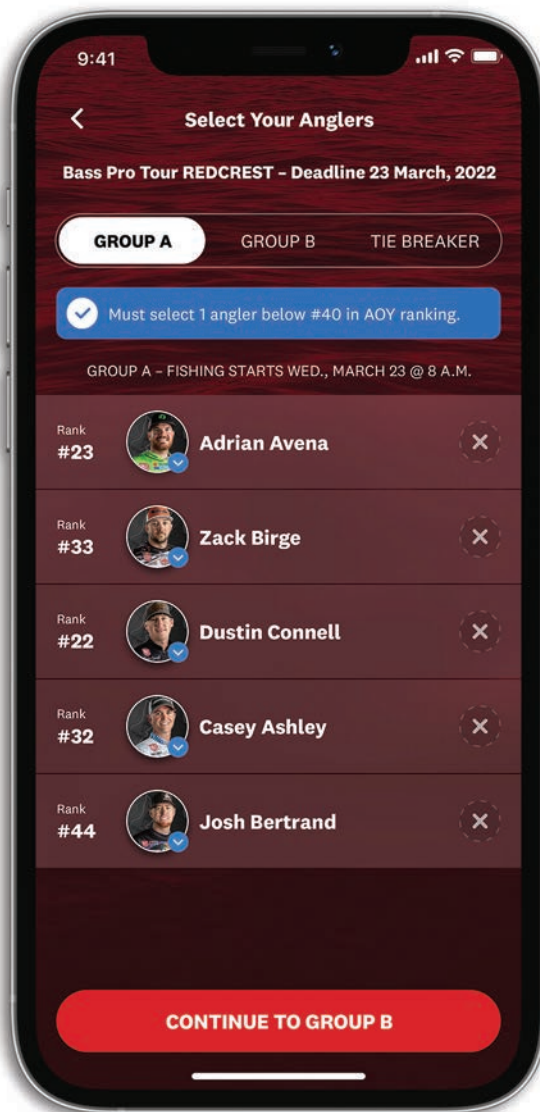 9:41
Select Your Anglers
Bass Pro Tour REDCREST – Deadline 23 March, 2022
GROUP A GROUP B TIE BREAKER
Must select 1 angler below #40 in AOY ranking.
GROUP A – FISHING STARTS WED., MARCH 23 @ 8 A.M.
Rank
#23
Adrian Avena
Rank
#33
Zack Birge
Rank
#22
Dustin Connell
Rank
#32
Casey Ashley
Rank
#44
Josh Bertrand
CONTINUE TO GROUP B